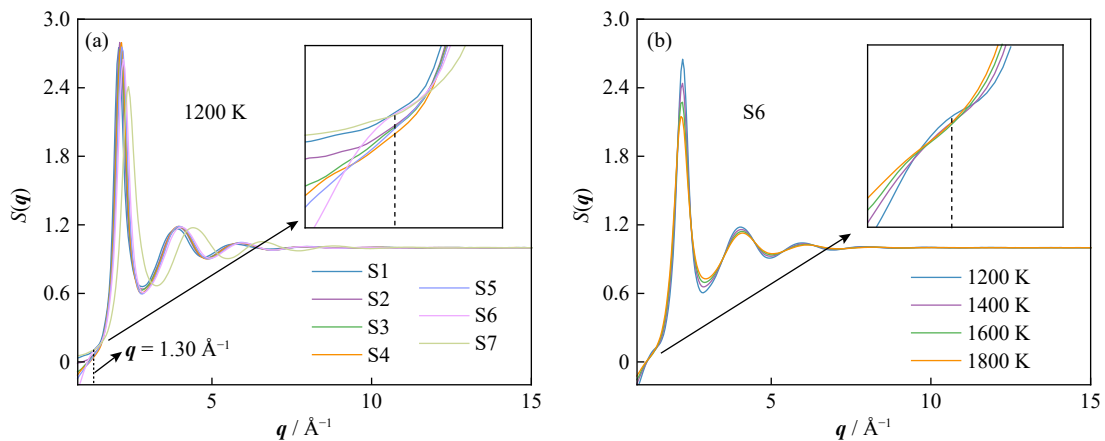 (a)
1200 K
3.0
2.4
1.8
1.2
0.6
0
S(q)
S1
S2
S3
S4
S5
S6
S7
q = 1.30 Å⁻¹
5
10
15
q / Å⁻¹
(b)
S6
3.0
2.4
1.8
1.2
0.6
0
S(q)
1200 K
1400 K
1600 K
1800 K
5
10
15
q / Å⁻¹